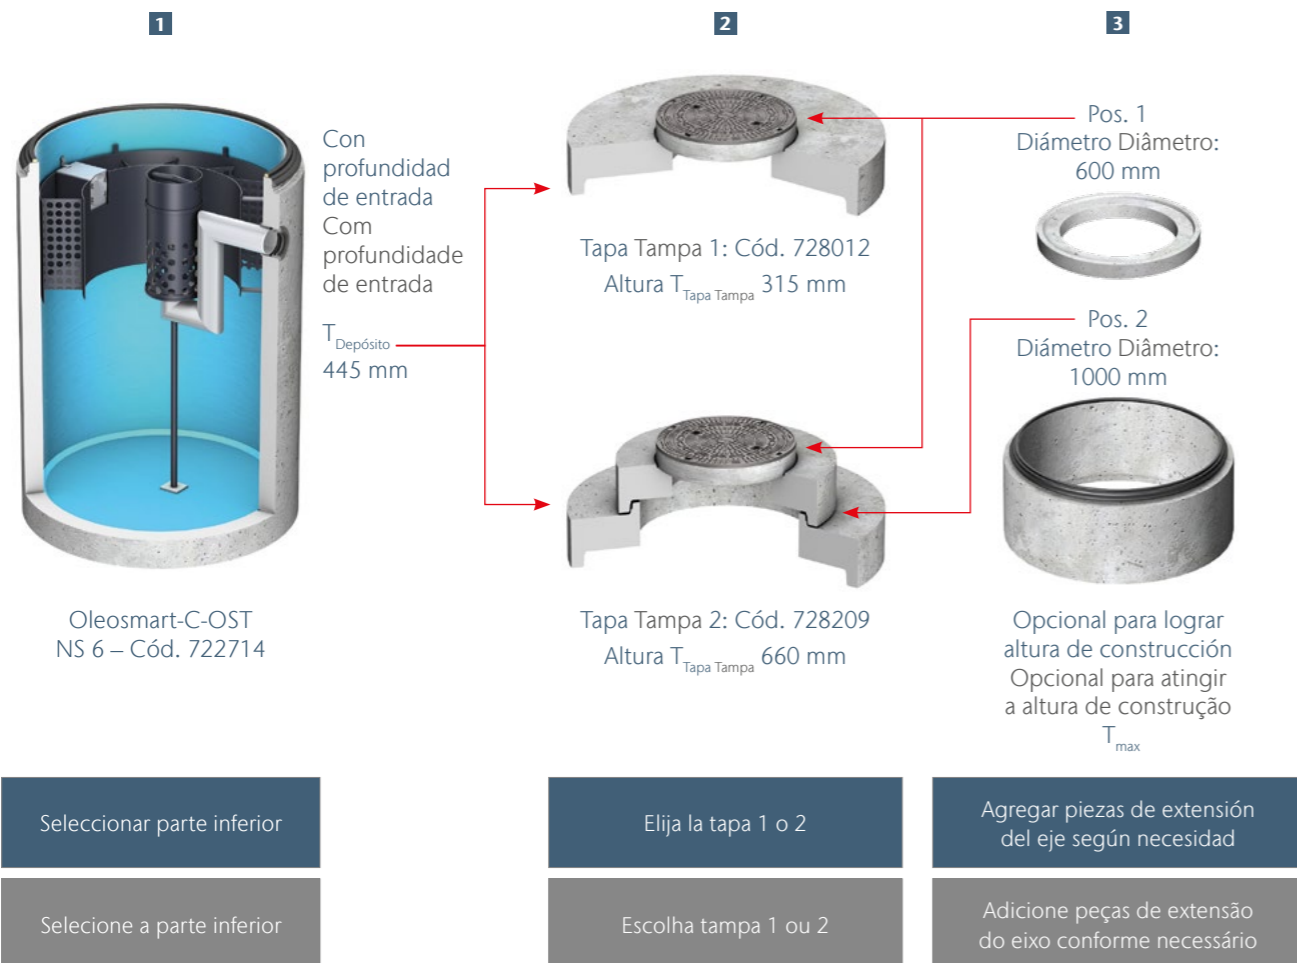 1
Con
profundidad
de entrada
Com
profundidade
de entrada
T Depósito
445 mm
Oleosmart-C-OST
NS 6 – Cód. 722714
Seleccionar parte inferior
Selecione a parte inferior
2
Tapa Tampa 1: Cód. 728012
Altura T Tapa Tampa 315 mm
Tapa Tampa 2: Cód. 728209
Altura T Tapa Tampa 660 mm
Elija la tapa 1 o 2
Escolha tampa 1 ou 2
3
Pos. 1
Diámetro Diâmetro:
600 mm
Pos. 2
Diámetro Diâmetro:
1000 mm
Opcional para lograr
altura de construcción
Opcional para atingir
a altura de construção
T max
Agregar piezas de extensión
del eje según necesidad
Adicione peças de extensão
do eixo conforme necessário